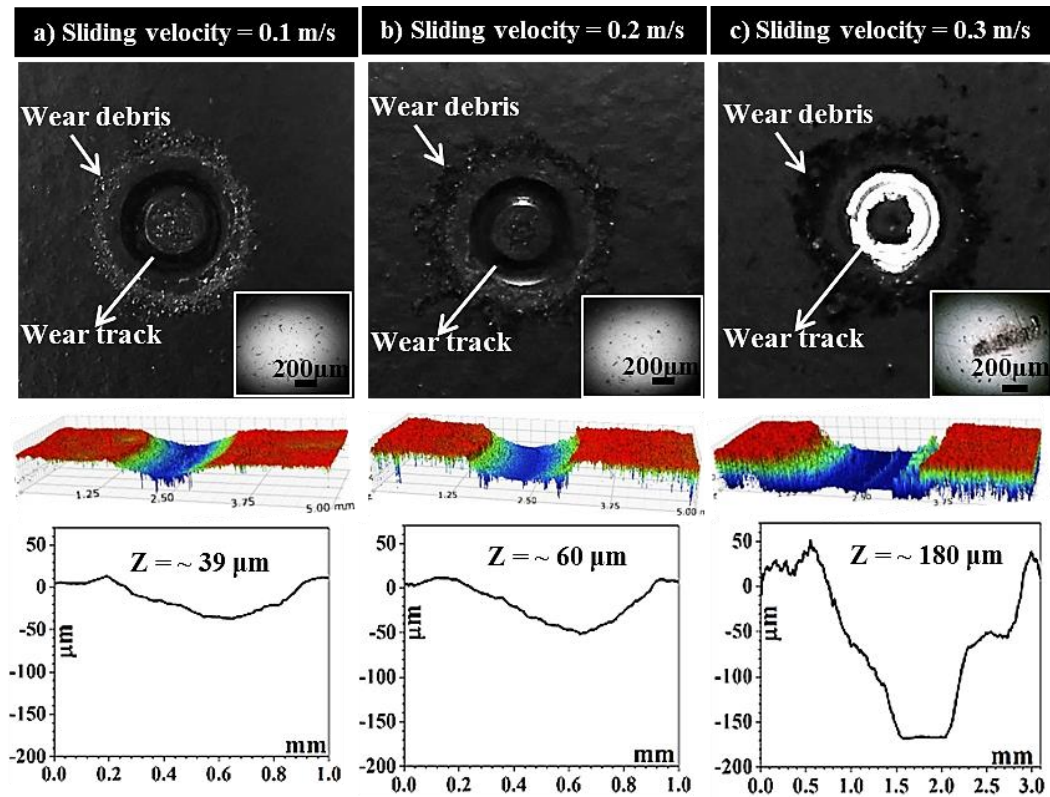 a) Sliding velocity = 0.1 m/s
b) Sliding velocity = 0.2 m/s
c) Sliding velocity = 0.3 m/s
Wear debris
Wear track
200μm
Wear debris
Wear track
200μm
Wear debris
Wear track
200μm
1.25
2.50
3.75
5.00 mm
1.25
2.50
3.75
5.00 m
1.25
2.50
3.75
Z = ~ 39 μm
50
0
-50
-100
-150
-200
μm
mm
0.0 0.2 0.4 0.6 0.8 1.0
Z = ~ 60 μm
50
0
-50
-100
-150
-200
μm
mm
0.0 0.2 0.4 0.6 0.8 1.0
Z = ~ 180 μm
50
0
-50
-100
-150
-200
μm
mm
0.0 0.5 1.0 1.5 2.0 2.5 3.0